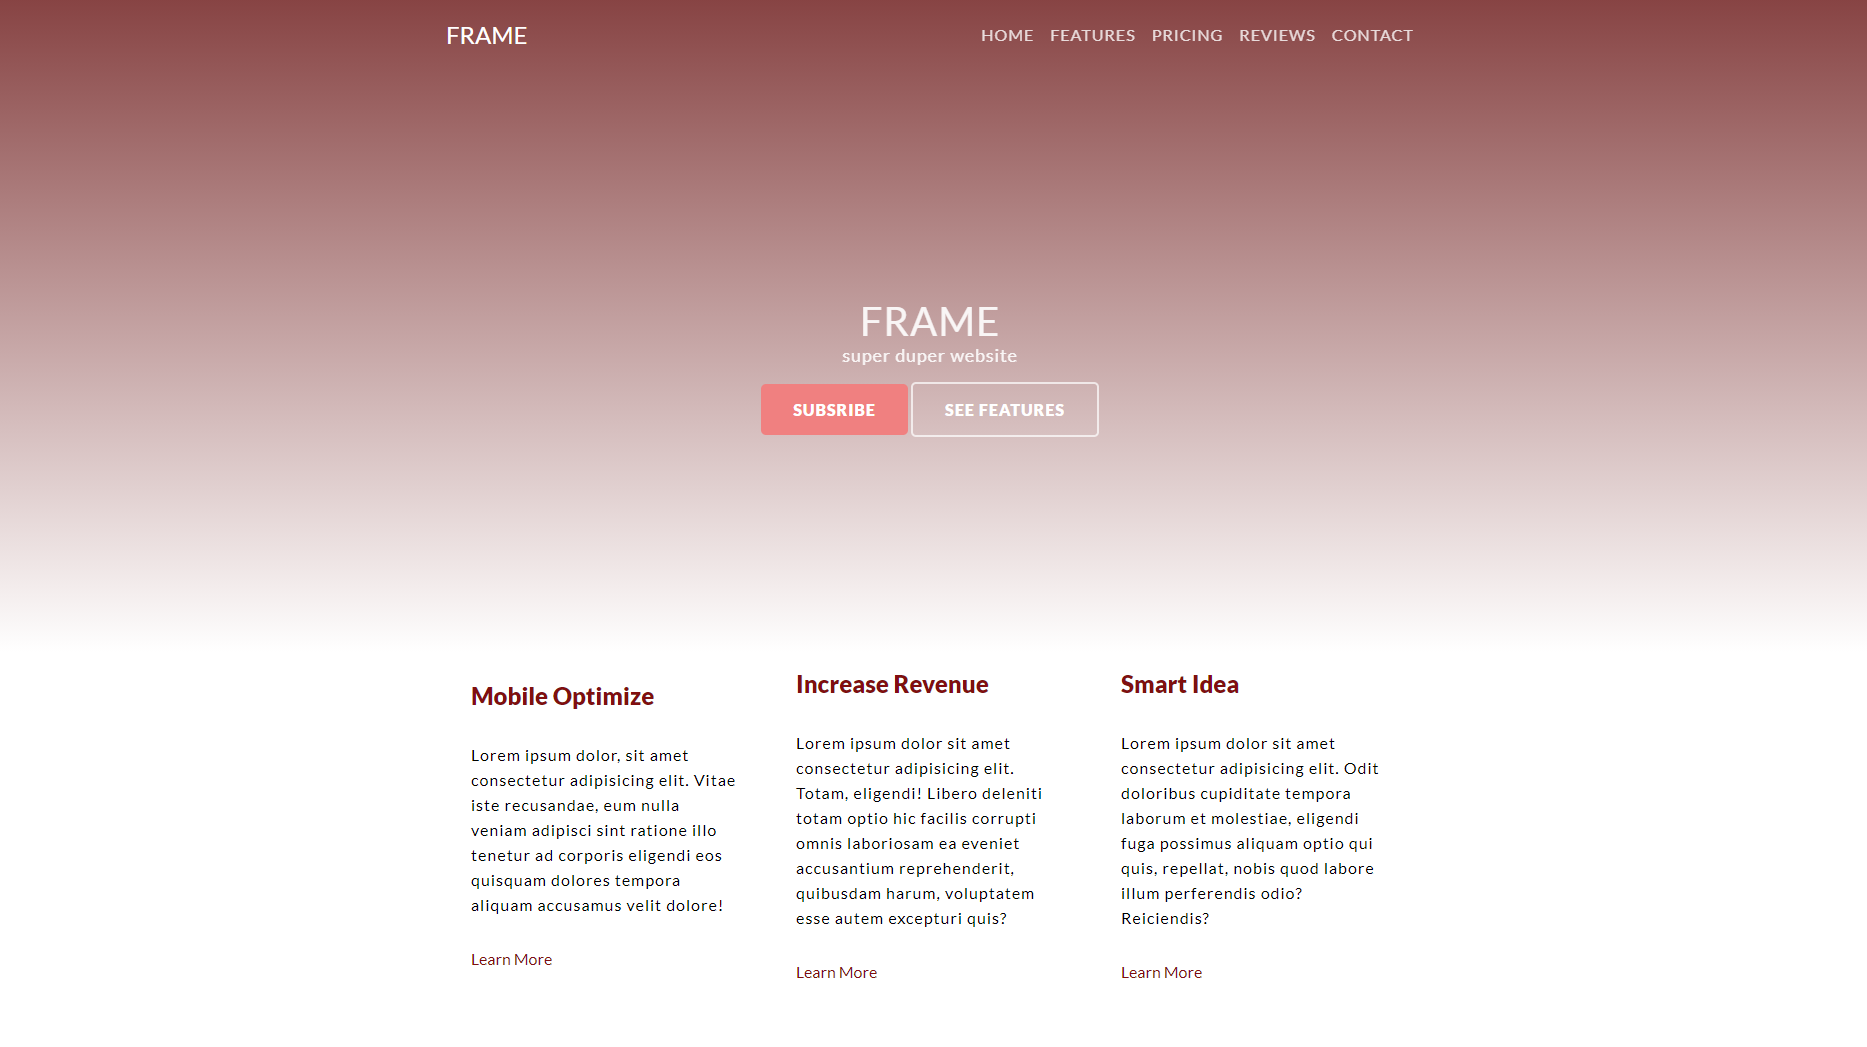 FRAME
HOME FEATURES PRICING REVIEWS CONTACT
FRAME
super duper website
SUBSRIBE SEE FEATURES
Mobile Optimize
Lorem ipsum dolor, sit amet
consectetur adipisicing elit. Vitae
iste recusandae, eum nulla
veniam adipisci sint ratione illo
tenetur ad corporis eligendi eos
quisquam dolores tempora
aliquam accusamus velit dolore!
Learn More
Increase Revenue
Lorem ipsum dolor sit amet
consectetur adipisicing elit.
Totam, eligendi! Libero deleniti
totam optio hic facilis corrupti
omnis laboriosam ea eveniet
accusantium reprehenderit,
quibusdam harum, voluptatem
esse autem excepturi quis?
Learn More
Smart Idea
Lorem ipsum dolor sit amet
consectetur adipisicing elit. Odit
doloribus cupiditate tempora
laborum et molestiae, eligendi
fuga possimus aliquam optio qui
quis, repellat, nobis quod labore
illum perferendis odio?
Reiciendis?
Learn More